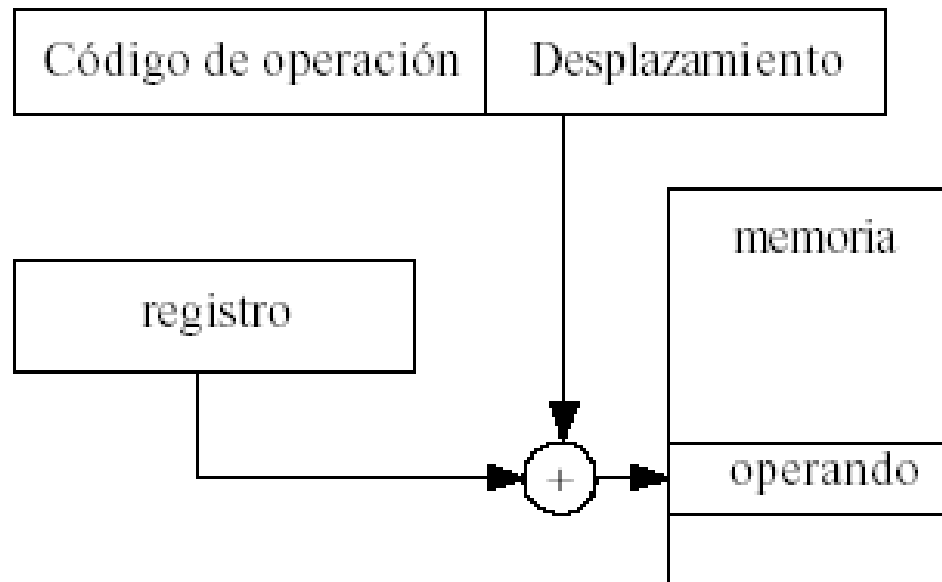 Código de operación
Desplazamiento
memoria
registro
operando
+